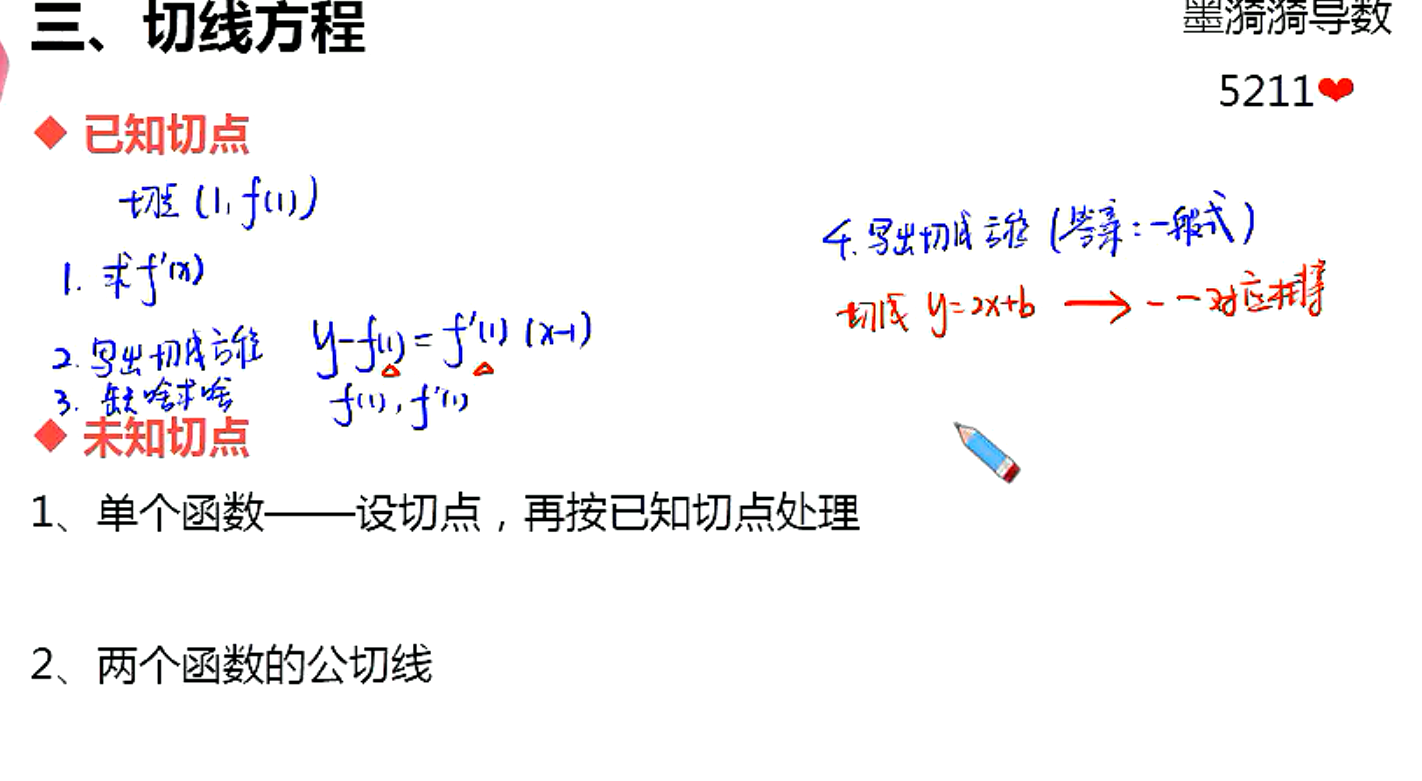 三、切线方程
墨漪漪导数
5211❤
◆ 已知切点
切点 (1, f(1))
1. 求f'(x)
2. 写出切线方程 y-f(1)=f'(1)(x-1)
3. 缺啥求啥 f(1), f'(1)
4. 写出切线方程 (答案:一般式)
切线 y=2x+b → 一一对应相等
◆ 未知切点
1、单个函数——设切点，再按已知切点处理
2、两个函数的公切线